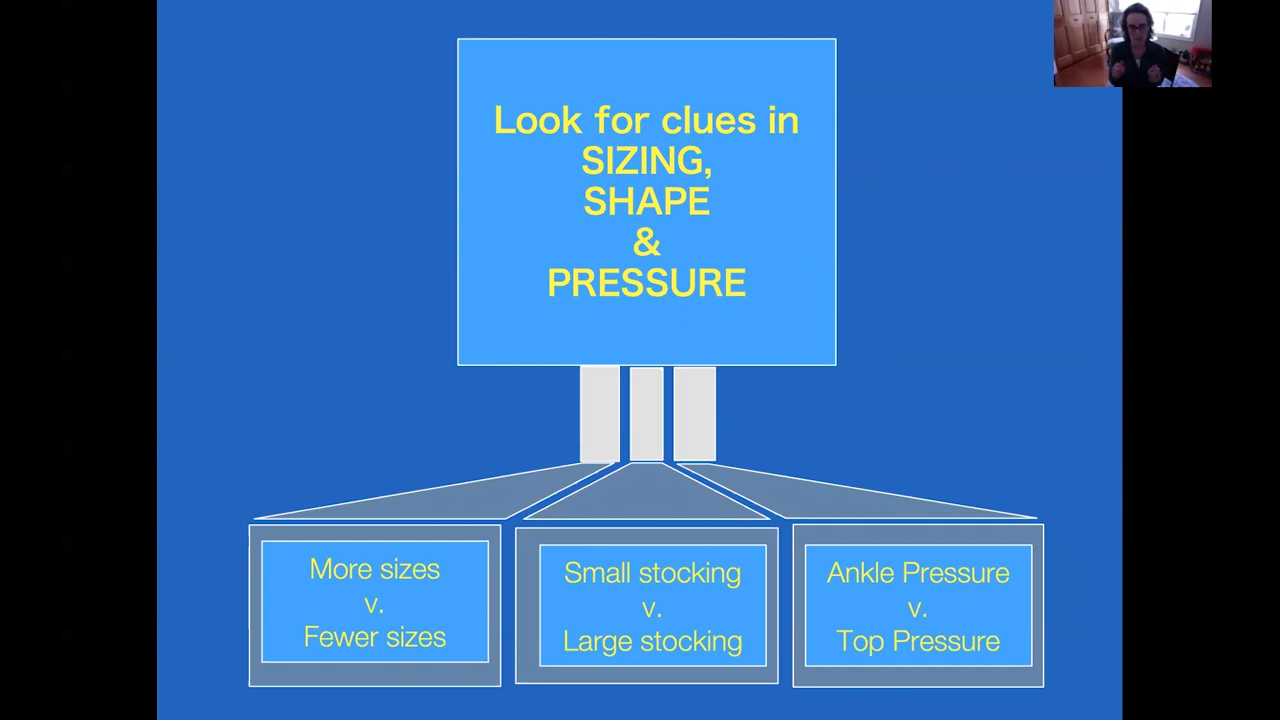 Look for clues in
SIZING,
SHAPE
&
PRESSURE
More sizes
v.
Fewer sizes
Small stocking
v.
Large stocking
Ankle Pressure
v.
Top Pressure